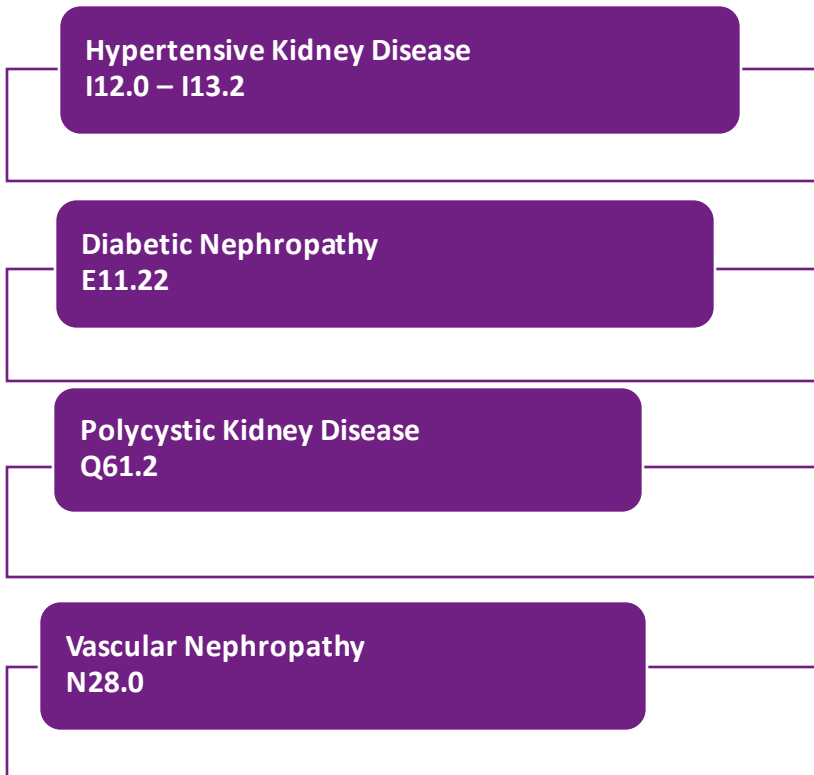 Hypertensive Kidney Disease
I12.0 – I13.2
Diabetic Nephropathy
E11.22
Polycystic Kidney Disease
Q61.2
Vascular Nephropathy
N28.0